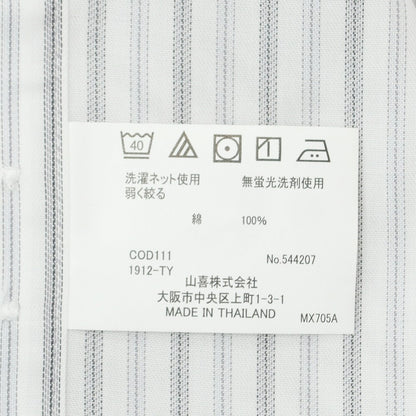 40
洗濯ネット使用 無蛍光洗剤使用
弱く絞る
綿 100%
COD111 No.544207
1912-TY
山喜株式会社
大阪市中央区上町1-3-1
MADE IN THAILAND MX705A